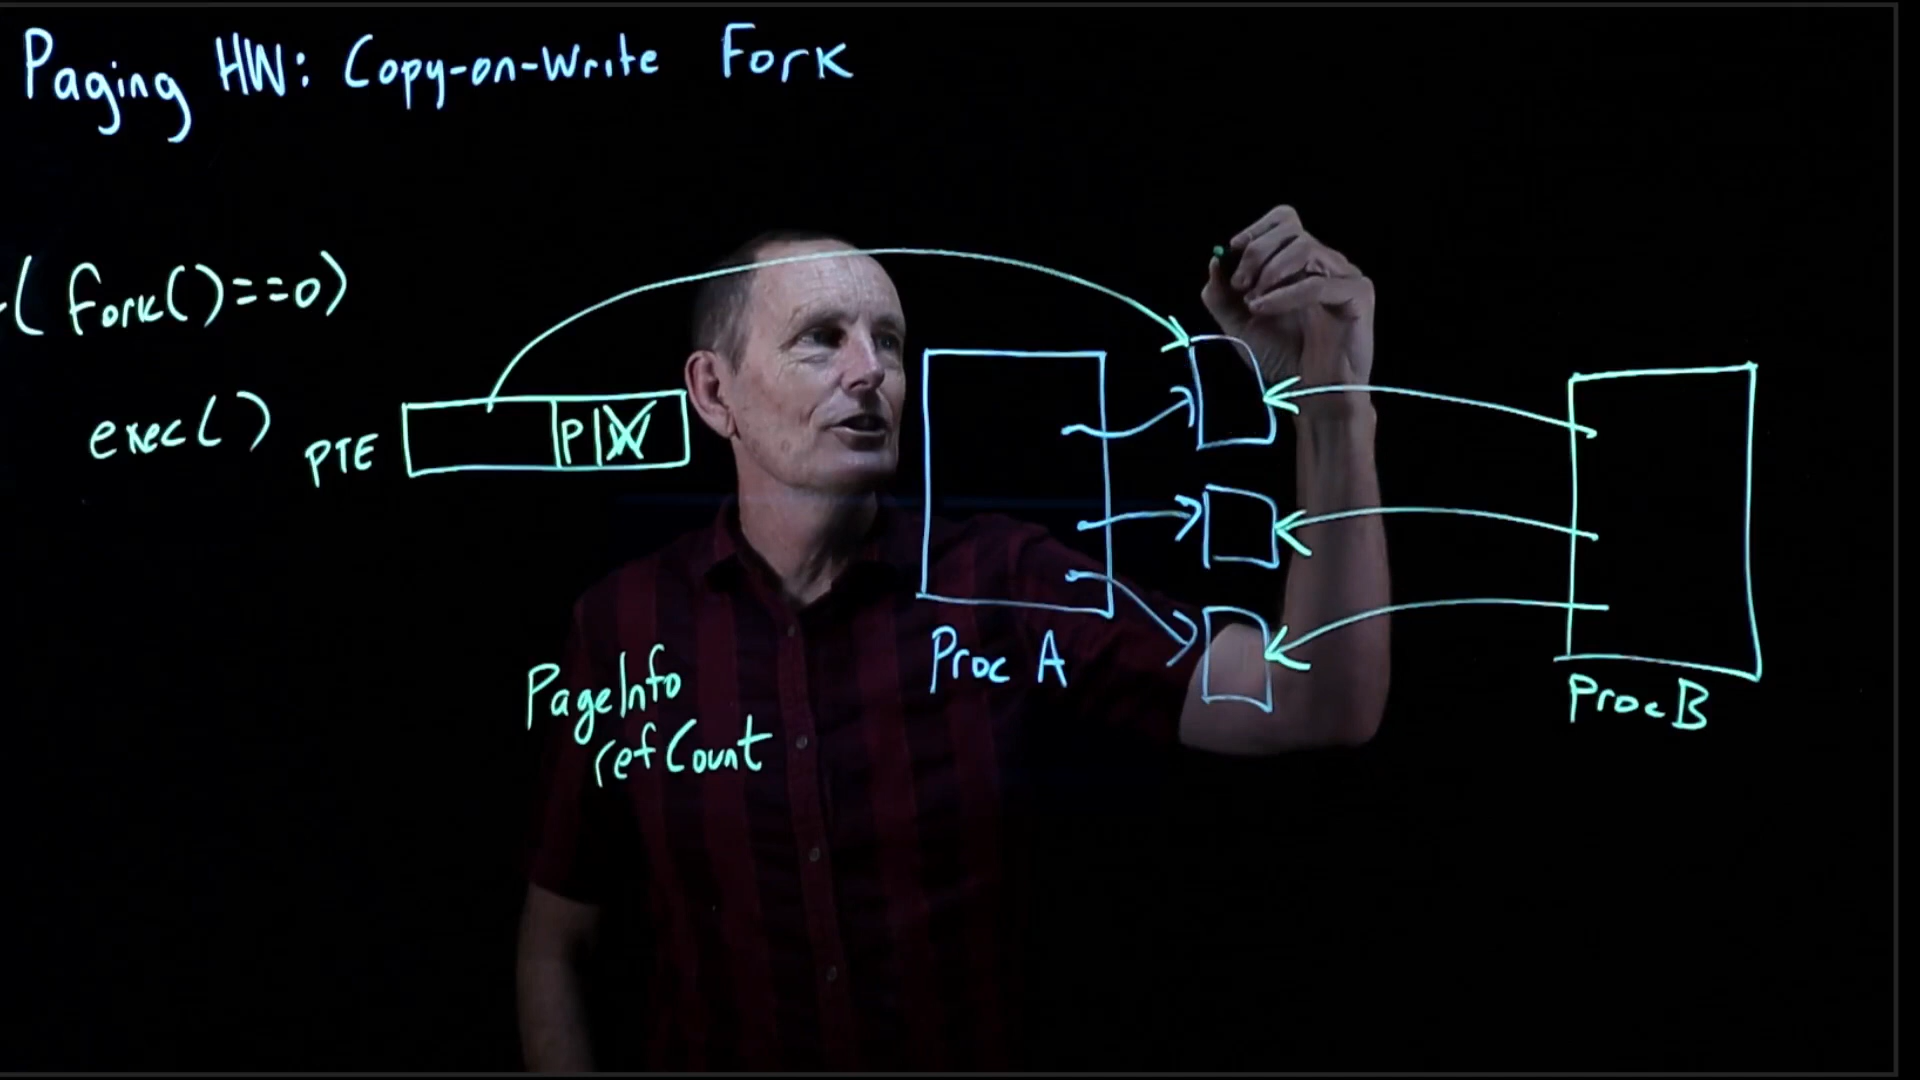 Paging HW: Copy-on-Write Fork
( fork()==0)
exec()
PTE
P W
Proc A
PageInfo
refCount
Proc B